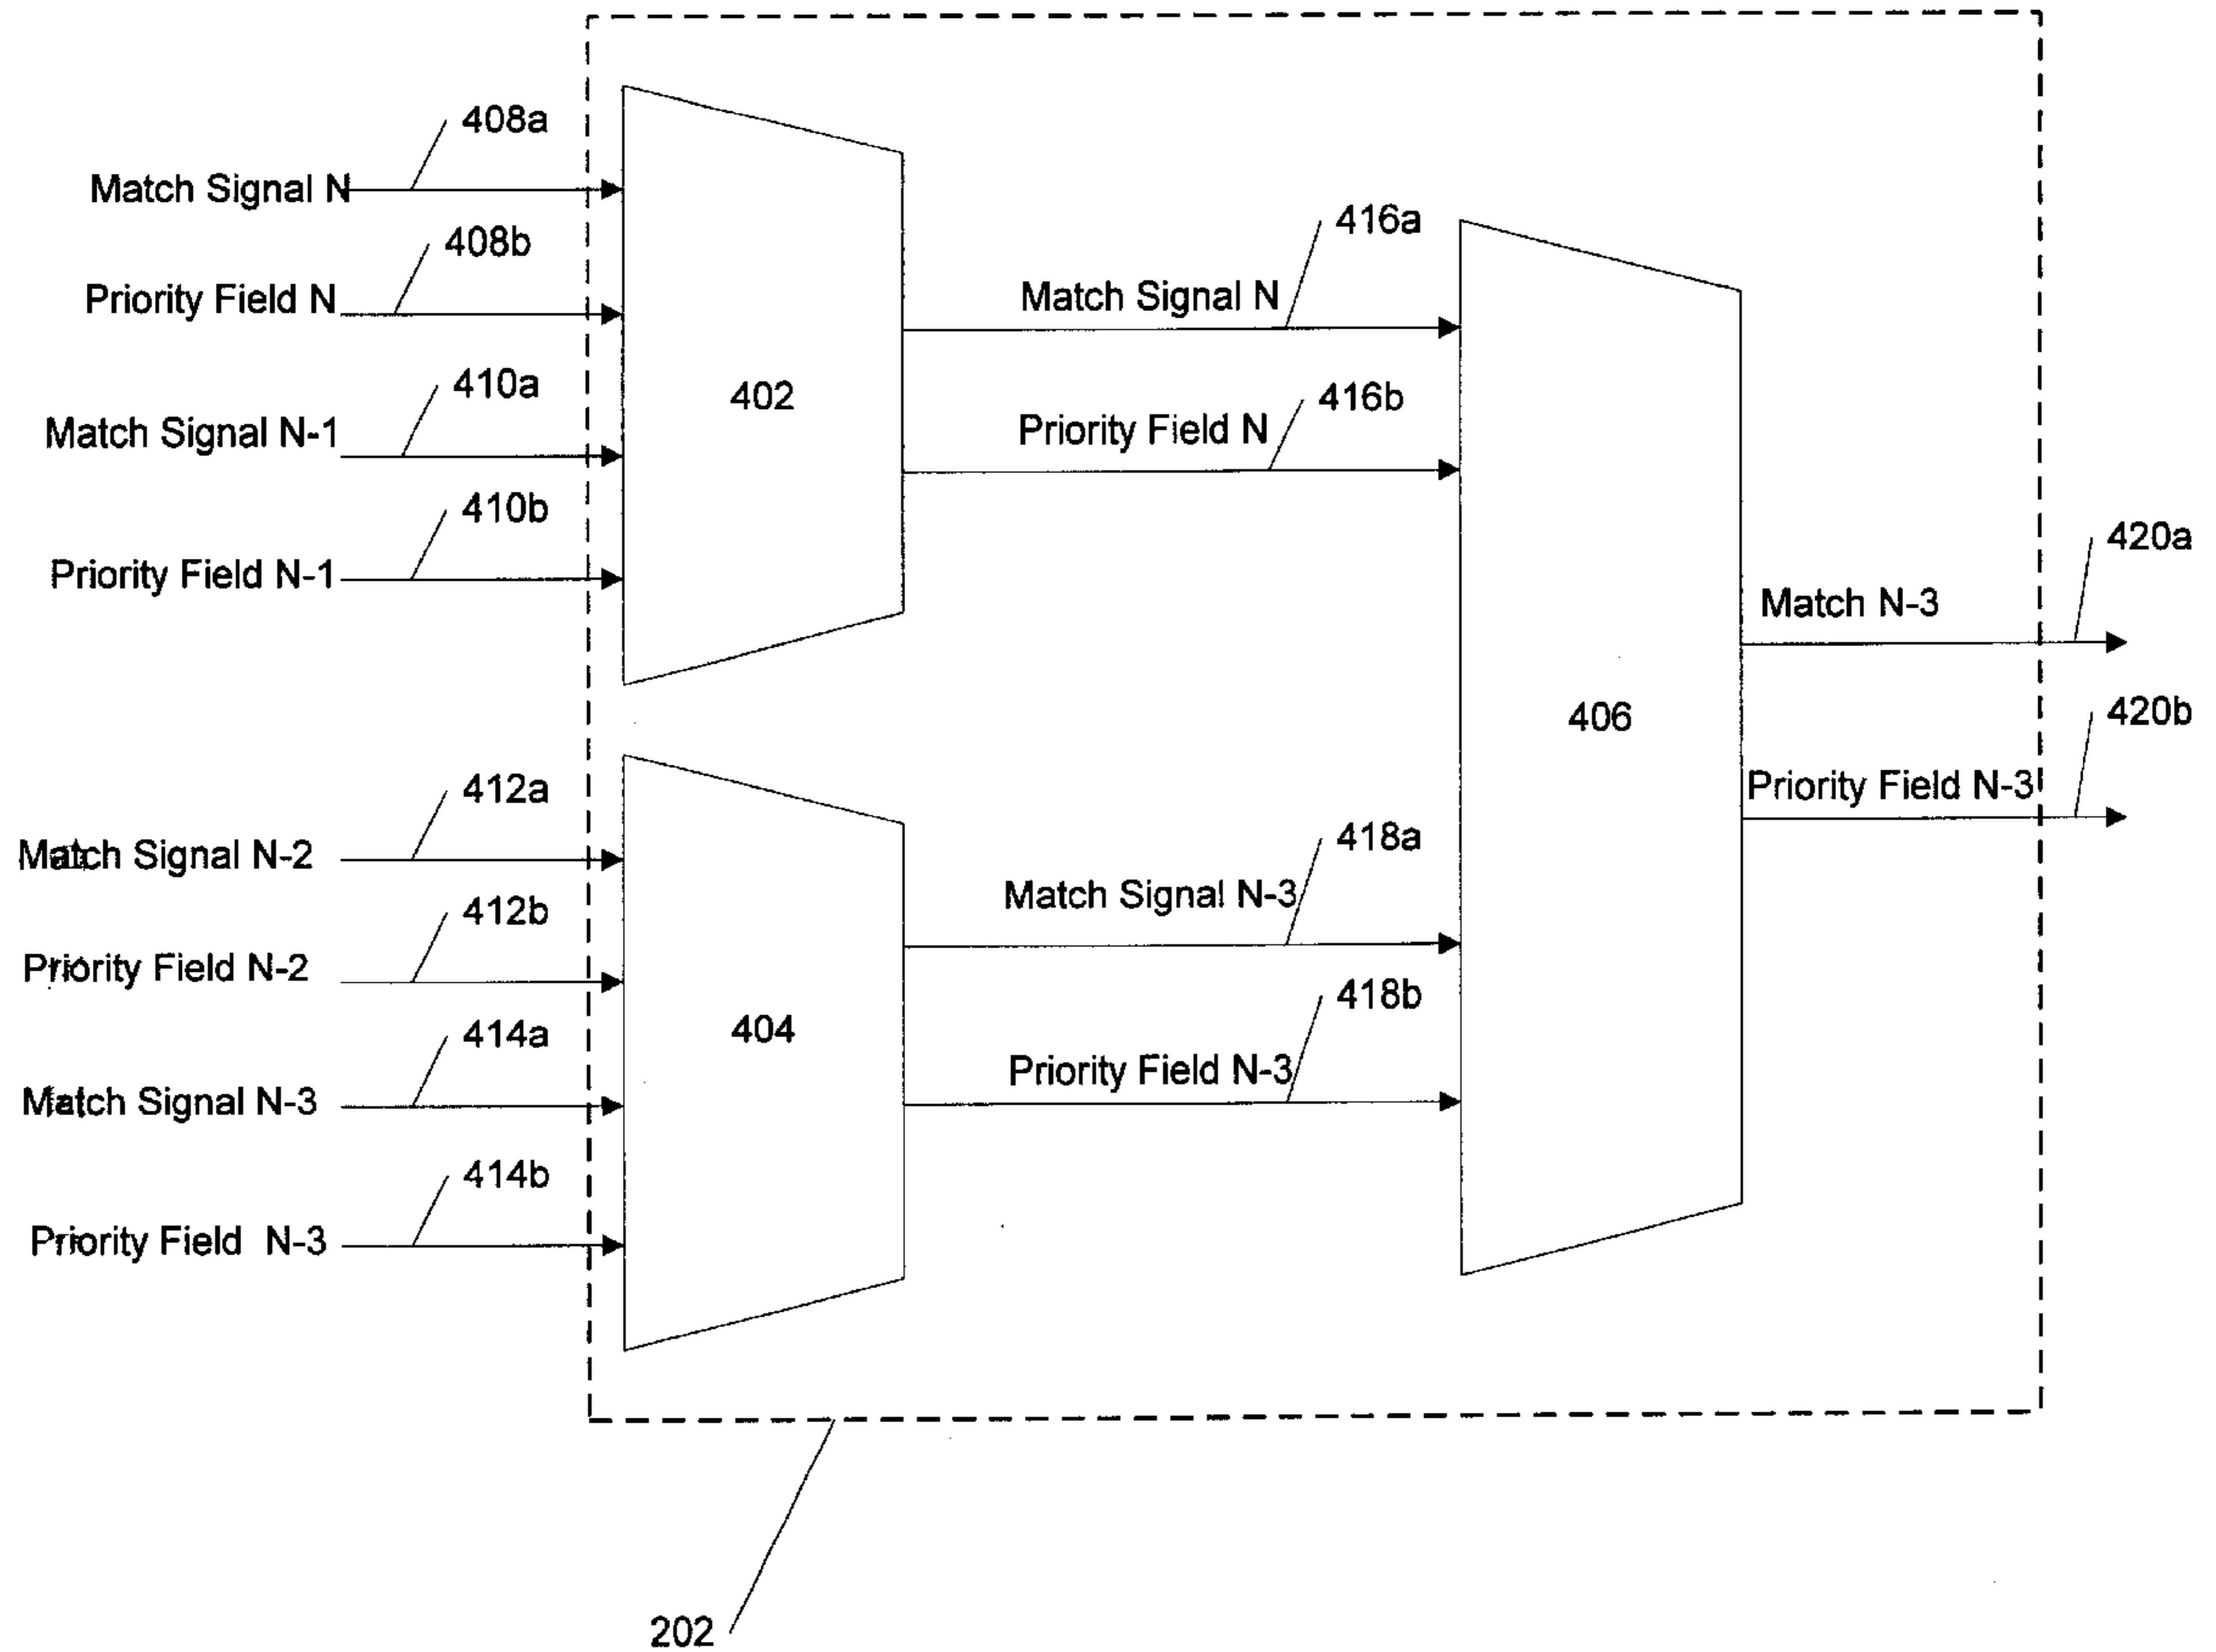 408a
Match Signal N
408b
Priority Field N
410a
Match Signal N-1
410b
Priority Field N-1
402
416a
Match Signal N
416b
Priority Field N
420a
Match N-3
406
420b
Priority Field N-3
412a
Match Signal N-2
412b
Priority Field N-2
414a
Match Signal N-3
414b
Priority Field N-3
404
418a
Match Signal N-3
418b
Priority Field N-3
202